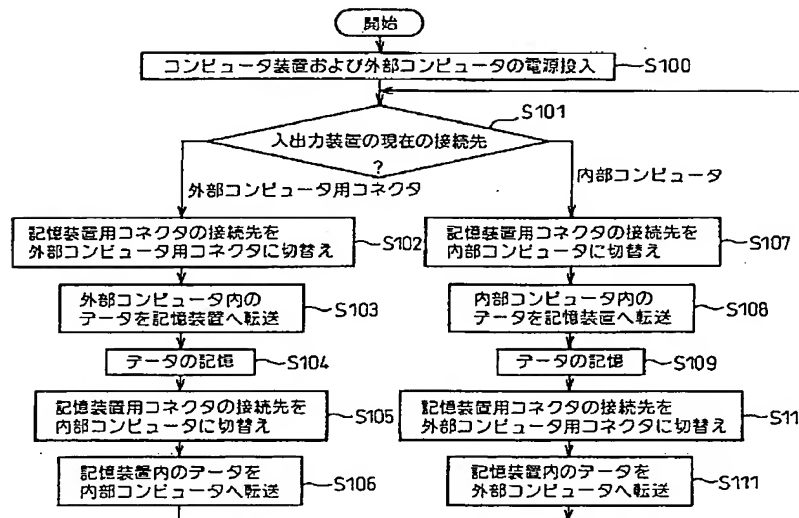 開始
コンピュータ装置および外部コンピュータの電源投入
S100
S101
入出力装置の現在の接続先
?
外部コンピュータ用コネクタ
内部コンピュータ
記憶装置用コネクタの接続先を
外部コンピュータ用コネクタに切替え
S102
記憶装置用コネクタの接続先を
内部コンピュータに切替え
S107
外部コンピュータ内の
データを記憶装置へ転送
S103
内部コンピュータ内の
データを記憶装置へ転送
S108
データの記憶
S104
データの記憶
S109
記憶装置用コネクタの接続先を
内部コンピュータに切替え
S105
記憶装置用コネクタの接続先を
外部コンピュータ用コネクタに切替え
S11
記憶装置内のデータを
内部コンピュータへ転送
S106
記憶装置内のデータを
外部コンピュータへ転送
S111